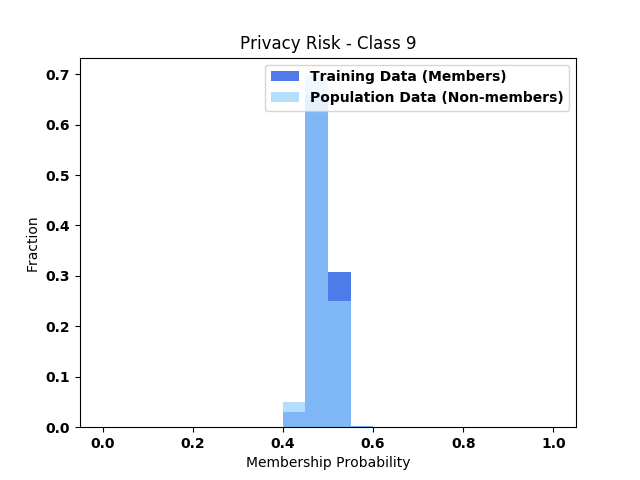 Privacy Risk - Class 9
Training Data (Members)
Population Data (Non-members)
0.7
0.6
0.5
0.4
0.3
0.2
0.1
0.0
Fraction
0.0 0.2 0.4 0.6 0.8 1.0
Membership Probability